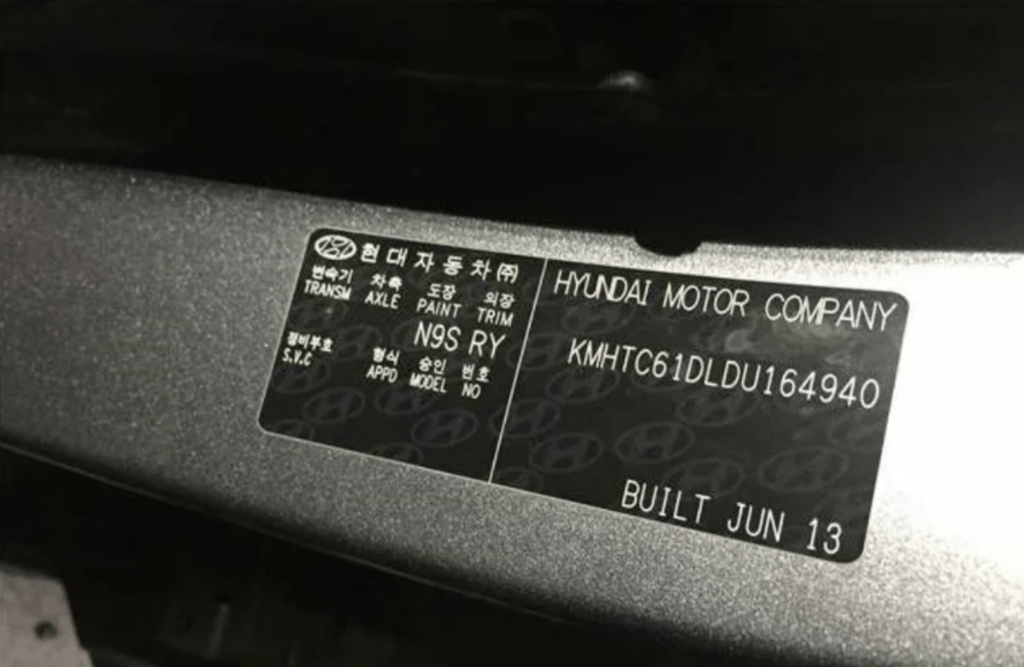 현대자동차㈜
변속기 차축 도장 의장
TRANSM AXLE PAINT TRIM
N9S RY
정비부호 형식 승인 번호
S.V.C APPD MODEL NO
HYUNDAI MOTOR COMPANY
KMHTC61DLDU164940
BUILT JUN 13